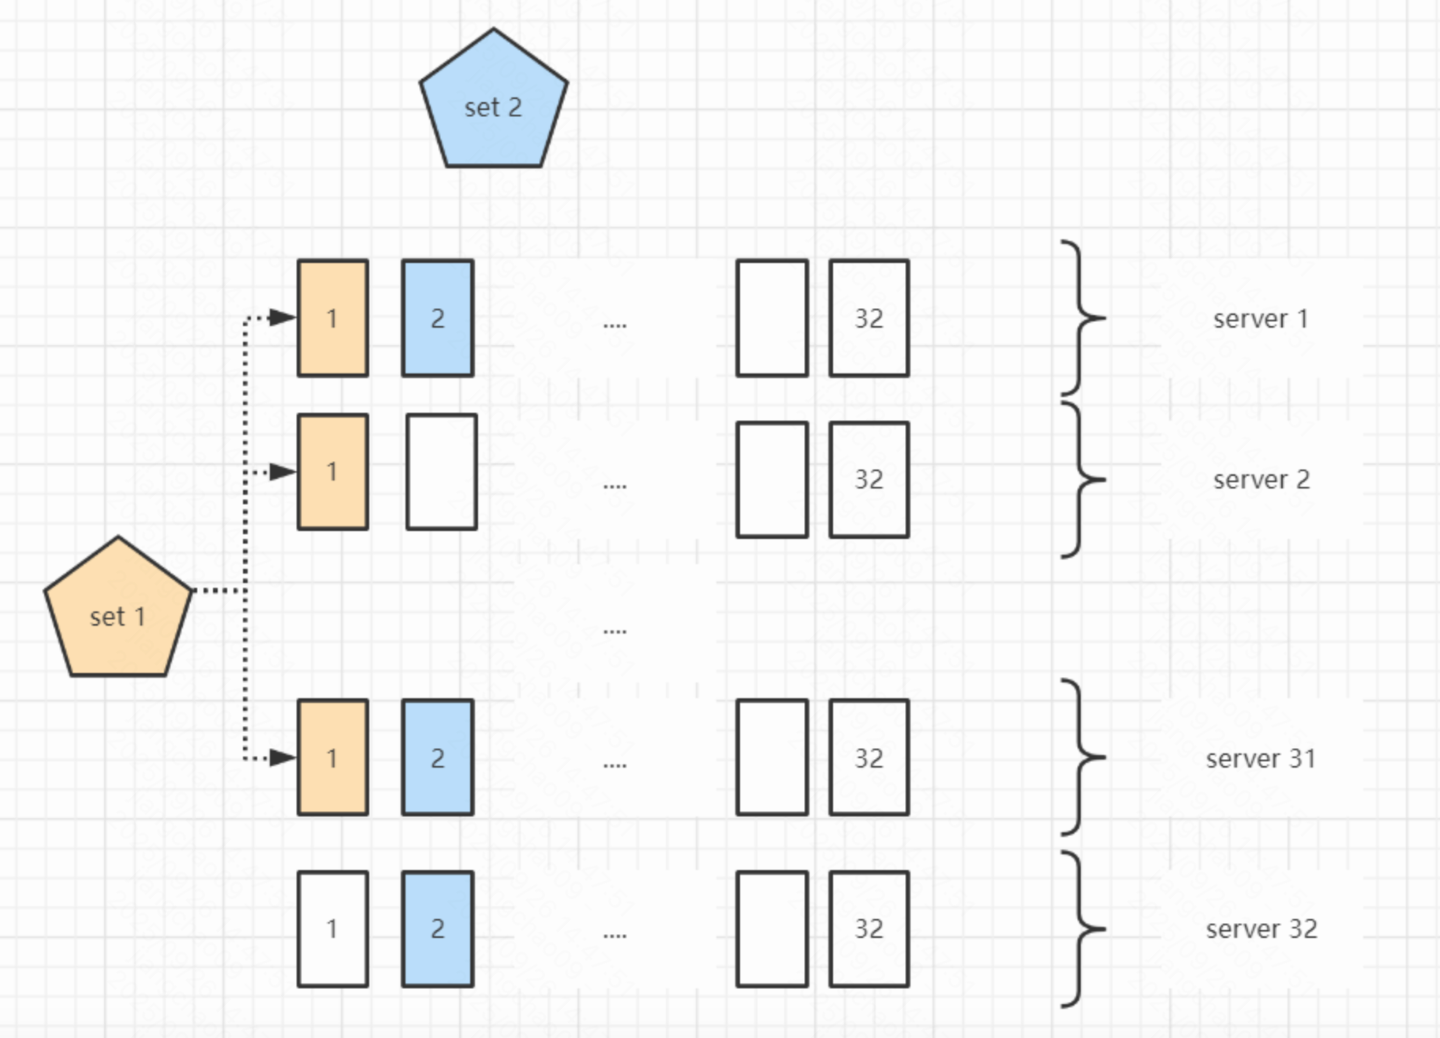 set 2
1 2 .... 32 server 1
1 .... 32 server 2
set 1
....
1 2 .... 32 server 31
1 2 .... 32 server 32